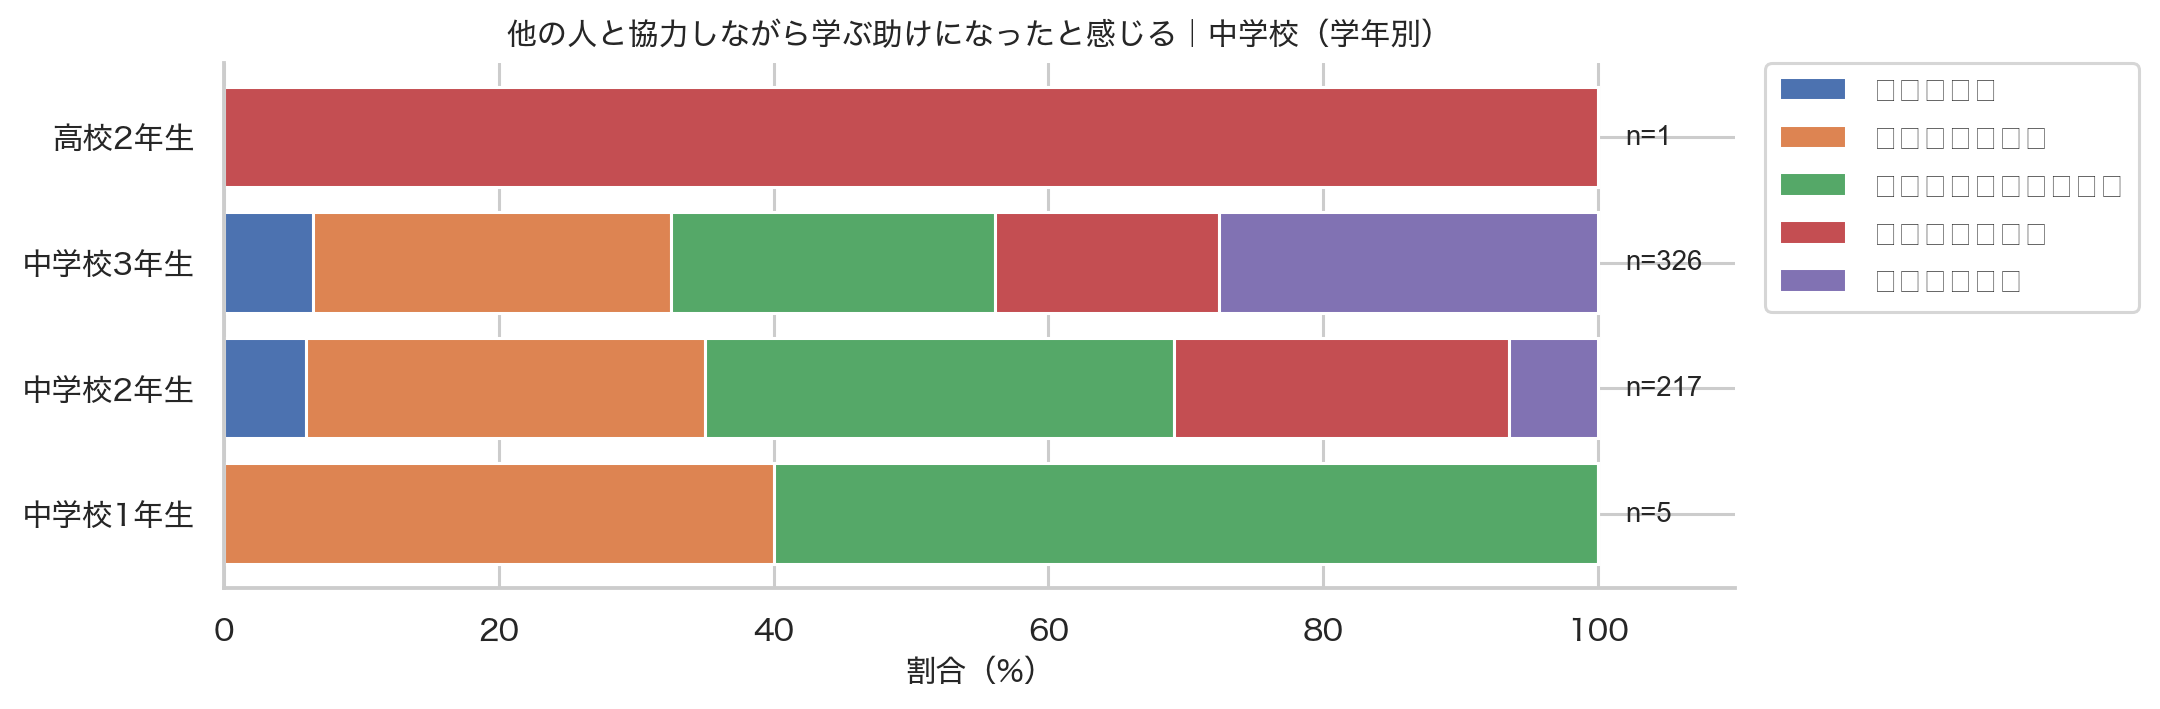 他の人と協力しながら学ぶ助けになったと感じる｜中学校（学年別）
高校2年生
n=1
中学校3年生
n=326
中学校2年生
n=217
中学校1年生
n=5
0 20 40 60 80 100
割合（%）